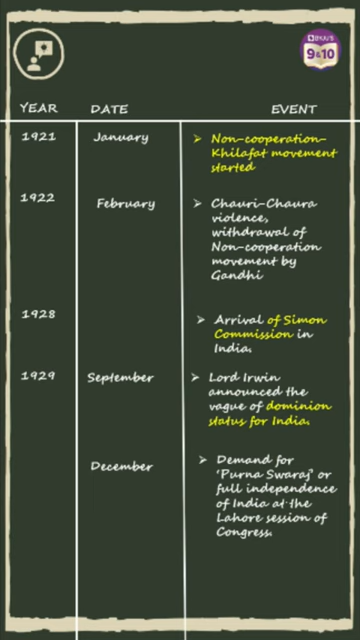 BYJU'S
9&10
YEAR DATE EVENT
1921 January ➢ Non-cooperation-
Khilafat movement
started
1922 February ➢ Chauri-Chaura
violence,
withdrawal of
Non-cooperation
movement by
Gandhi
1928 ➢ Arrival of Simon
Commission in
India.
1929 September ➢ Lord Irwin
announced the
vague of dominion
status for India.
December ➢ Demand for
'Purna Swaraj' or
full independence
of India at the
Lahore session of
Congress.